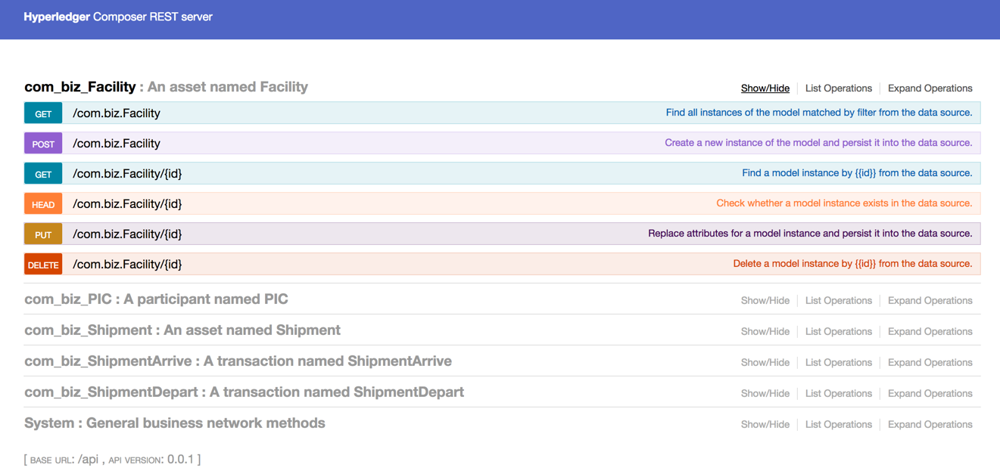 Hyperledger Composer REST server
com_biz_Facility : An asset named Facility Show/Hide List Operations Expand Operations
GET /com.biz.Facility Find all instances of the model matched by filter from the data source.
POST /com.biz.Facility Create a new instance of the model and persist it into the data source.
GET /com.biz.Facility/{id} Find a model instance by {{id}} from the data source.
HEAD /com.biz.Facility/{id} Check whether a model instance exists in the data source.
PUT /com.biz.Facility/{id} Replace attributes for a model instance and persist it into the data source.
DELETE /com.biz.Facility/{id} Delete a model instance by {{id}} from the data source.
com_biz_PIC : A participant named PIC Show/Hide List Operations Expand Operations
com_biz_Shipment : An asset named Shipment Show/Hide List Operations Expand Operations
com_biz_ShipmentArrive : A transaction named ShipmentArrive Show/Hide List Operations Expand Operations
com_biz_ShipmentDepart : A transaction named ShipmentDepart Show/Hide List Operations Expand Operations
System : General business network methods Show/Hide List Operations Expand Operations
[ BASE URL: /api , API VERSION: 0.0.1 ]